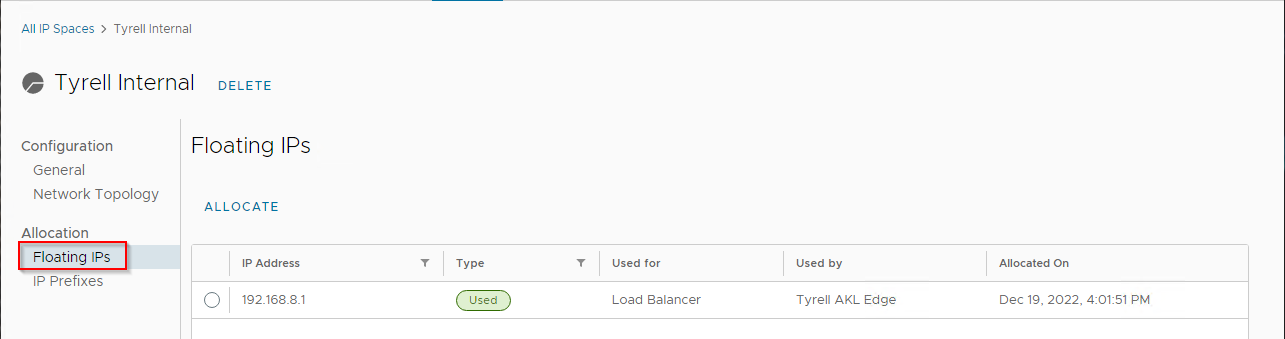 All IP Spaces > Tyrell Internal
Tyrell Internal DELETE
Configuration
General
Network Topology
Allocation
Floating IPs
IP Prefixes
Floating IPs
ALLOCATE
IP Address Type Used for Used by Allocated On
192.168.8.1 Used Load Balancer Tyrell AKL Edge Dec 19, 2022, 4:01:51 PM